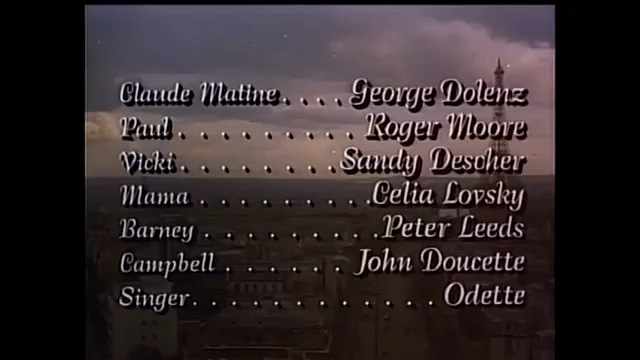 Claude Matine.... George Dolenz
Paul......... Roger Moore
Vicki........ Sandy Descher
Mama.........Celia Lovsky
Barney.........Peter Leeds
Campbell...... John Doucette
Singer............ Odette